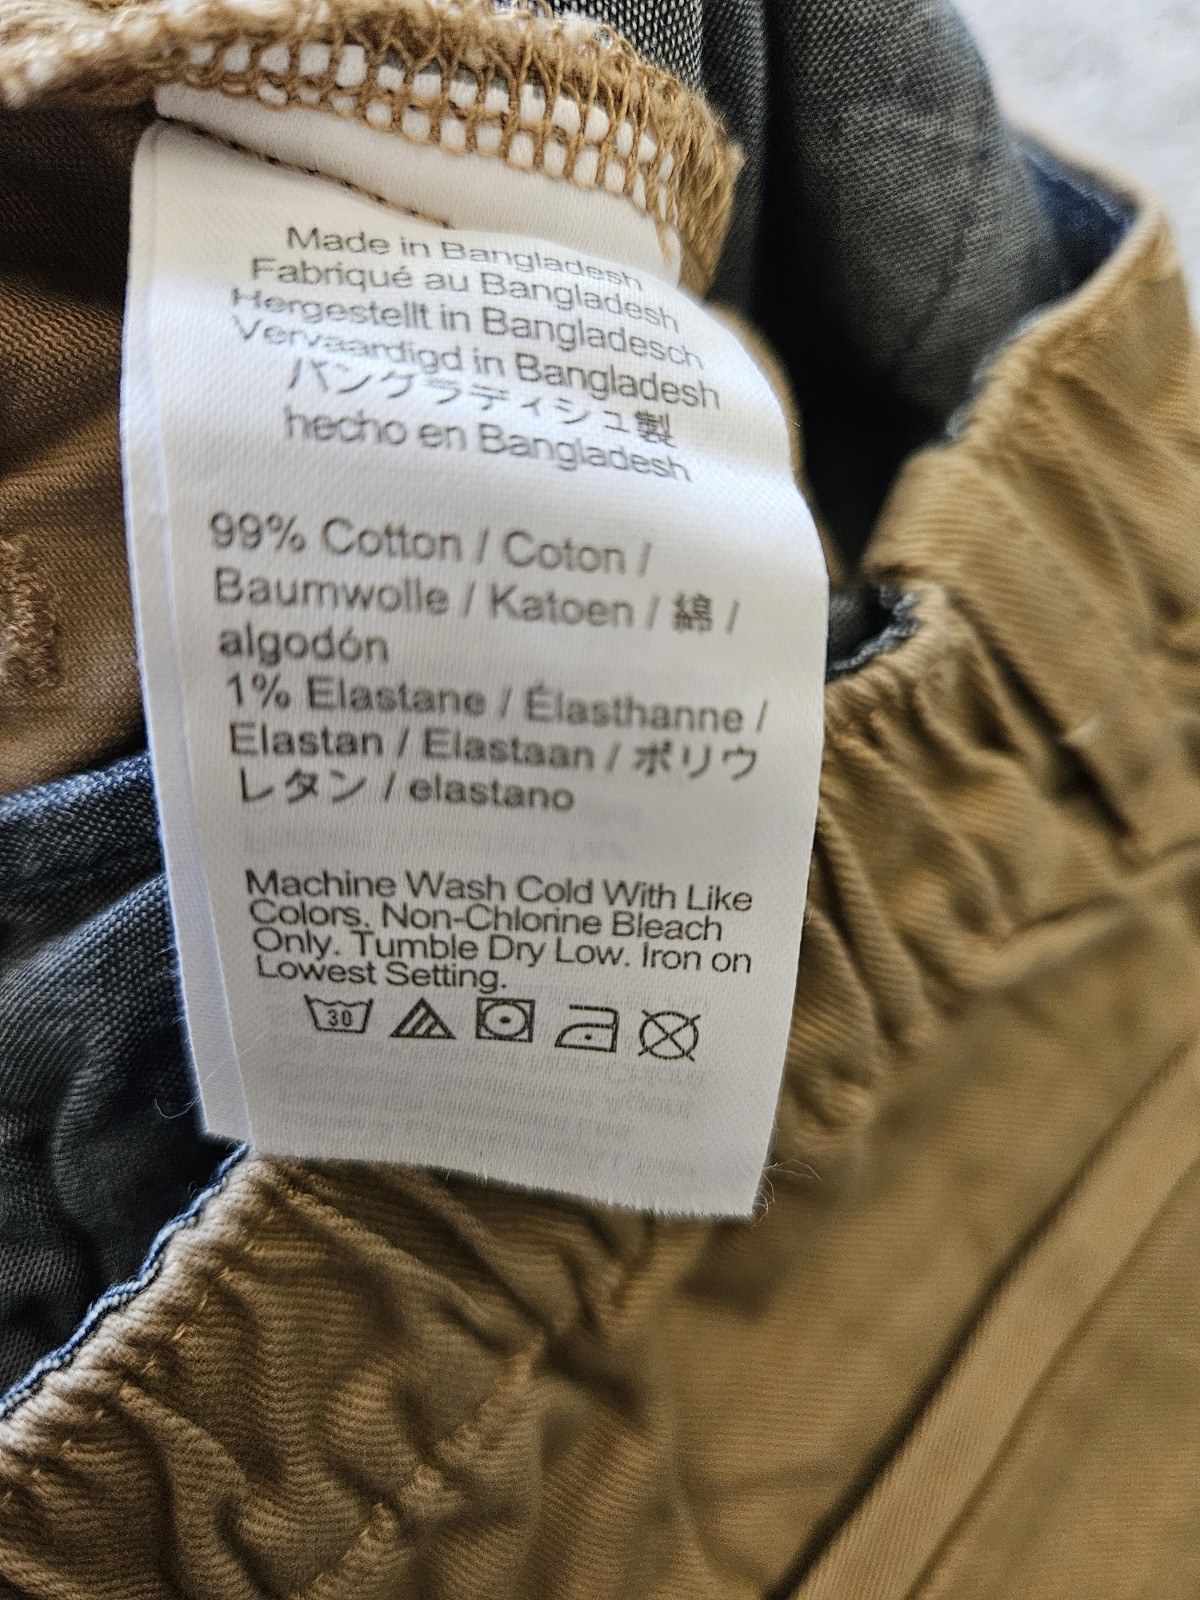 Made in Bangladesh
Fabriqué au Bangladesh
Hergestellt in Bangladesch
Vervaardigd in Bangladesh
バングラディシュ製
hecho en Bangladesh
99% Cotton / Coton /
Baumwolle / Katoen / 綿 /
algodón
1% Elastane / Élasthanne /
Elastan / Elastaan / ポリウ
レタン / elastano
Machine Wash Cold With Like
Colors. Non-Chlorine Bleach
Only. Tumble Dry Low. Iron on
Lowest Setting.
30